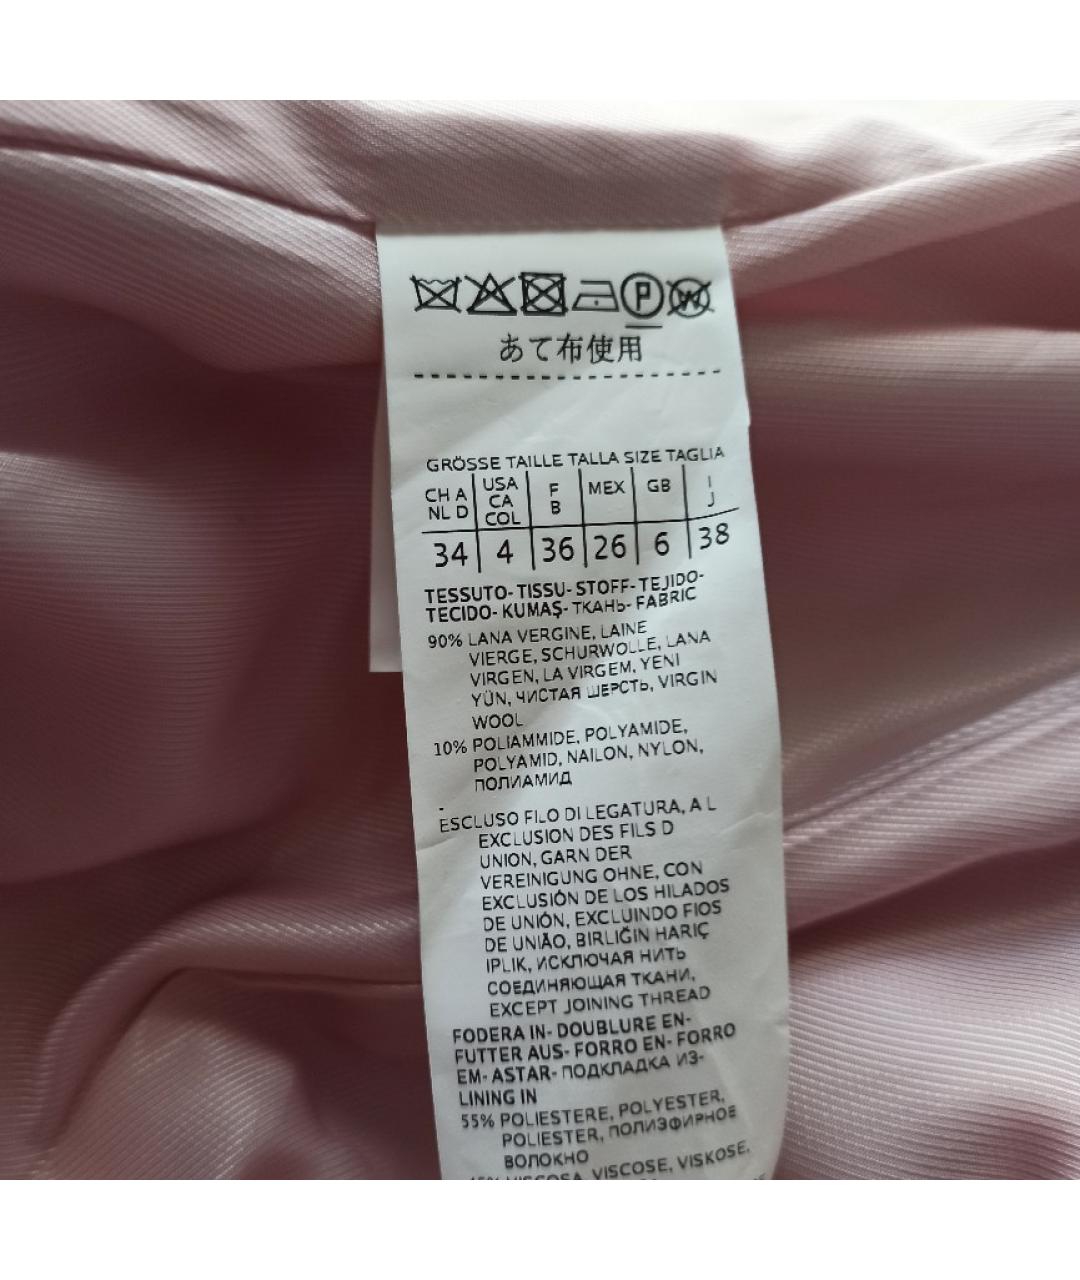 P W
あて布使用
GRÖSSE TAILLE TALLA SIZE TAGLIA
CH A NL D USA CA COL F B MEX GB I J
34 4 36 26 6 38
TESSUTO- TISSU- STOFF- TEJIDO-
TECIDO- KUMAŞ- ТКАНЬ- FABRIC
90% LANA VERGINE, LAINE
VIERGE, SCHURWOLLE, LANA
VIRGEN, LA VIRGEM, YENI
YÜN, ЧИСТАЯ ШЕРСТЬ, VIRGIN
WOOL
10% POLIAMMIDE, POLYAMIDE,
POLYAMID, NAILON, NYLON,
ПОЛИАМИД
-
ESCLUSO FILO DI LEGATURA, A L
EXCLUSION DES FILS D
UNION, GARN DER
VEREINIGUNG OHNE, CON
EXCLUSIÓN DE LOS HILADOS
DE UNIÓN, EXCLUINDO FIOS
DE UNIÃO, BIRLIĞIN HARIÇ
IPLIK, ИСКЛЮЧАЯ НИТЬ
СОЕДИНЯЮЩАЯ ТКАНИ,
EXCEPT JOINING THREAD
FODERA IN- DOUBLURE EN-
FUTTER AUS- FORRO EN- FORRO
EM- ASTAR- ПОДКЛАДКА ИЗ-
LINING IN
55% POLIESTERE, POLYESTER,
POLIESTER, ПОЛИЭФИРНОЕ
ВОЛОКНО
45% VISCOSA, VISCOSE, VISKOSE,